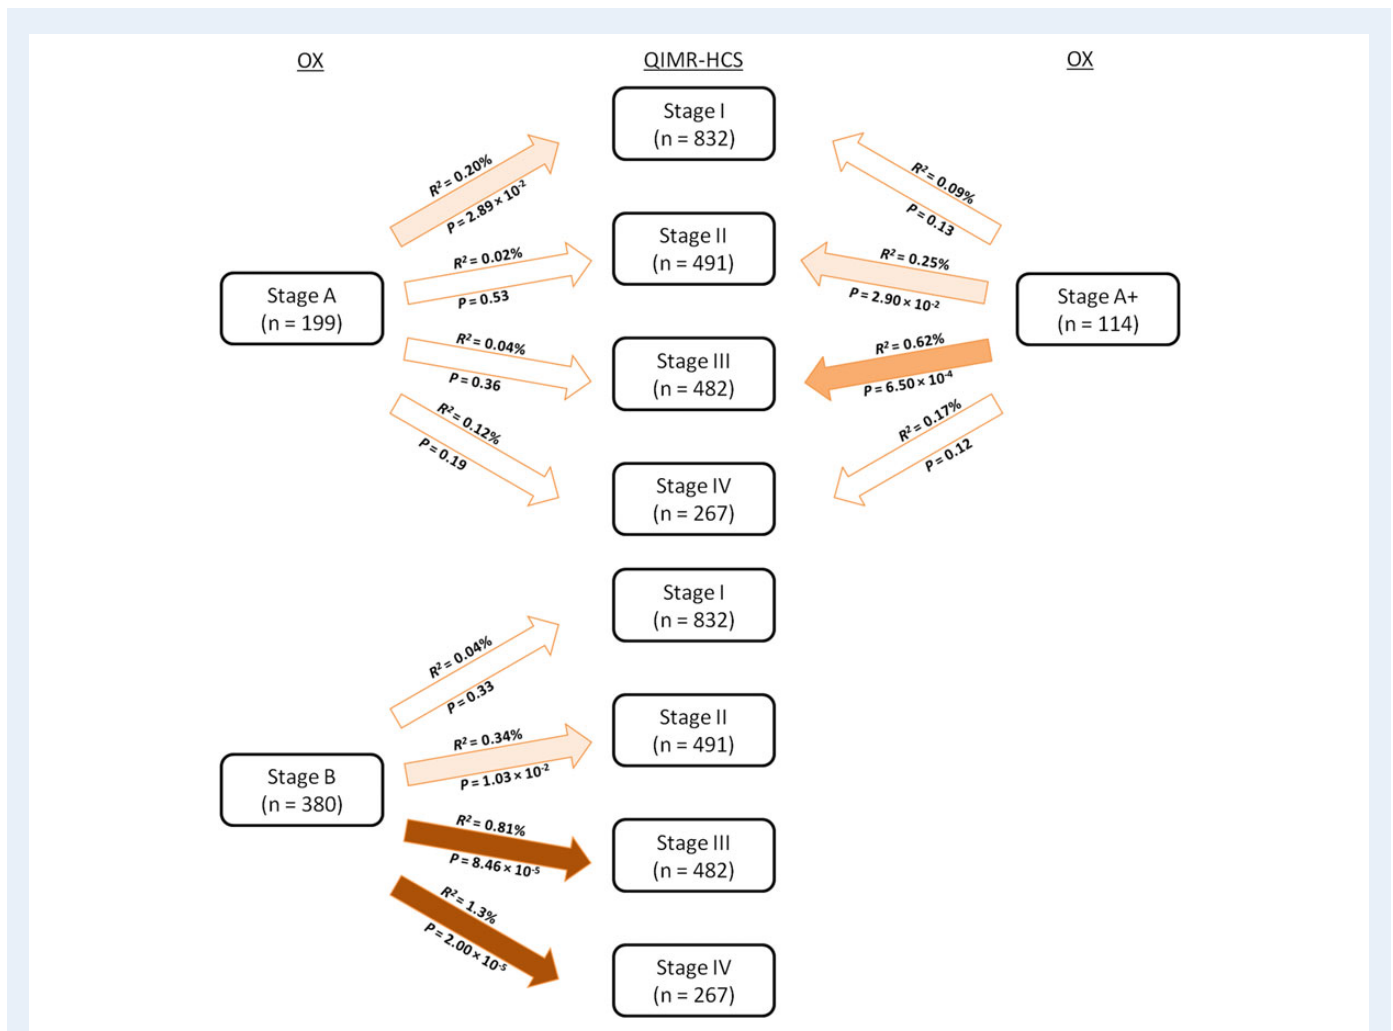 OX
QIMR-HCS
OX
Stage I
(n = 832)
R² = 0.20%
P = 2.89 × 10⁻²
R² = 0.09%
P = 0.13
Stage II
(n = 491)
R² = 0.02%
P = 0.53
R² = 0.25%
P = 2.90 × 10⁻²
Stage A
(n = 199)
Stage A+
(n = 114)
R² = 0.04%
P = 0.36
Stage III
(n = 482)
R² = 0.62%
P = 6.50 × 10⁻⁴
R² = 0.12%
P = 0.19
R² = 0.17%
P = 0.12
Stage IV
(n = 267)
Stage I
(n = 832)
R² = 0.04%
P = 0.33
Stage II
(n = 491)
R² = 0.34%
P = 1.03 × 10⁻²
Stage B
(n = 380)
R² = 0.81%
P = 8.46 × 10⁻⁵
Stage III
(n = 482)
R² = 1.3%
P = 2.00 × 10⁻⁵
Stage IV
(n = 267)